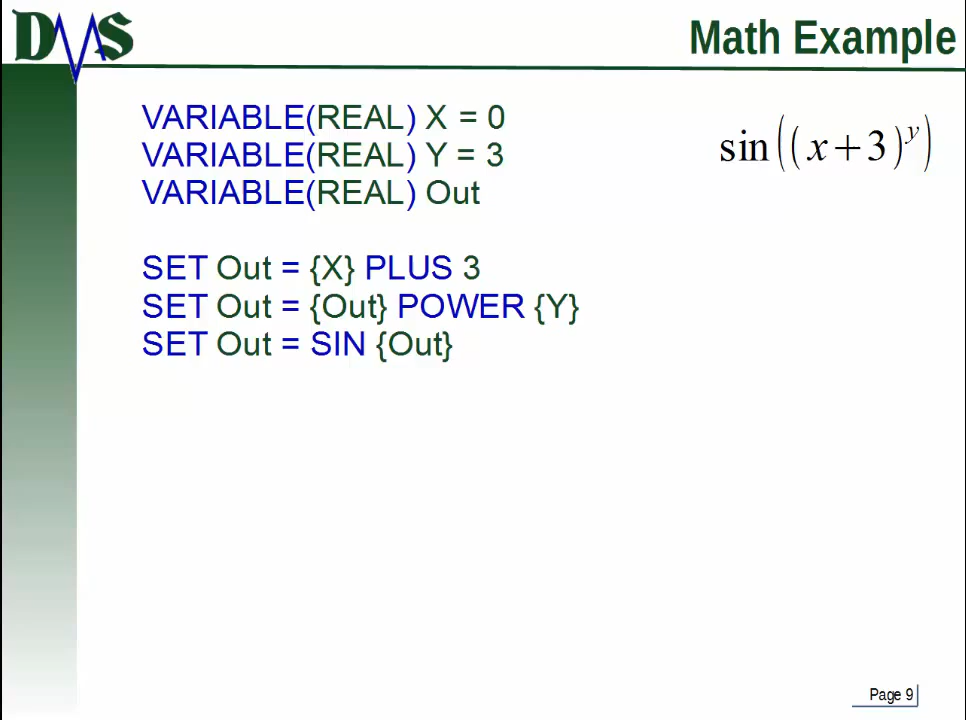 DMS
Math Example
VARIABLE(REAL) X = 0
VARIABLE(REAL) Y = 3
VARIABLE(REAL) Out
sin((x+3)^y)
SET Out = {X} PLUS 3
SET Out = {Out} POWER {Y}
SET Out = SIN {Out}
Page 9